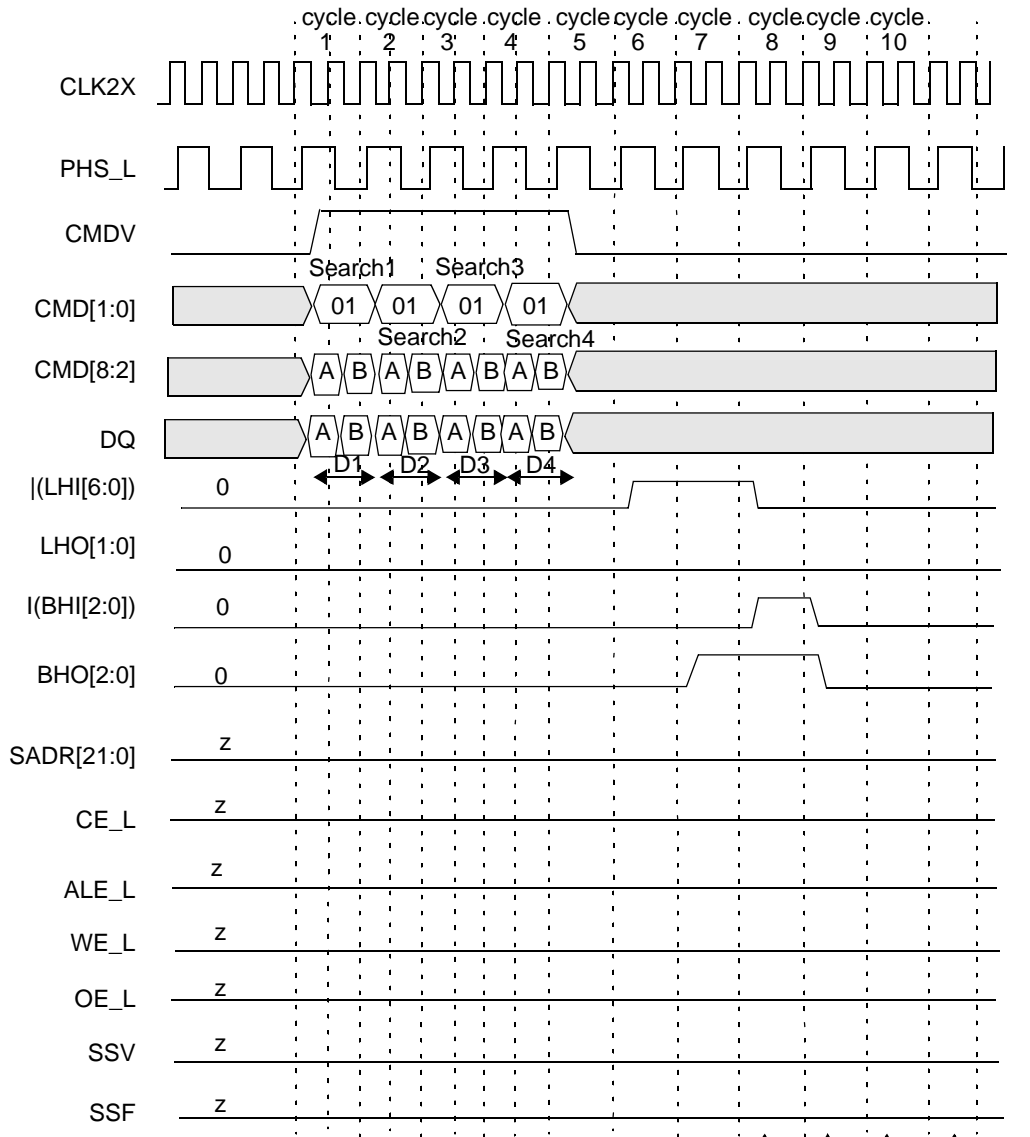 cycle cycle cycle cycle cycle cycle cycle cycle cycle cycle
1 2 3 4 5 6 7 8 9 10
CLK2X
PHS_L
CMDV
Search1 Search3
CMD[1:0] 01 01 01 01
Search2 Search4
CMD[8:2] A B A B A B A B
DQ A B A B A B A B
D1 D2 D3 D4
|(LHI[6:0]) 0
LHO[1:0] 0
I(BHI[2:0]) 0
BHO[2:0] 0
SADR[21:0] z
CE_L z
ALE_L z
WE_L z
OE_L z
SSV z
SSF z